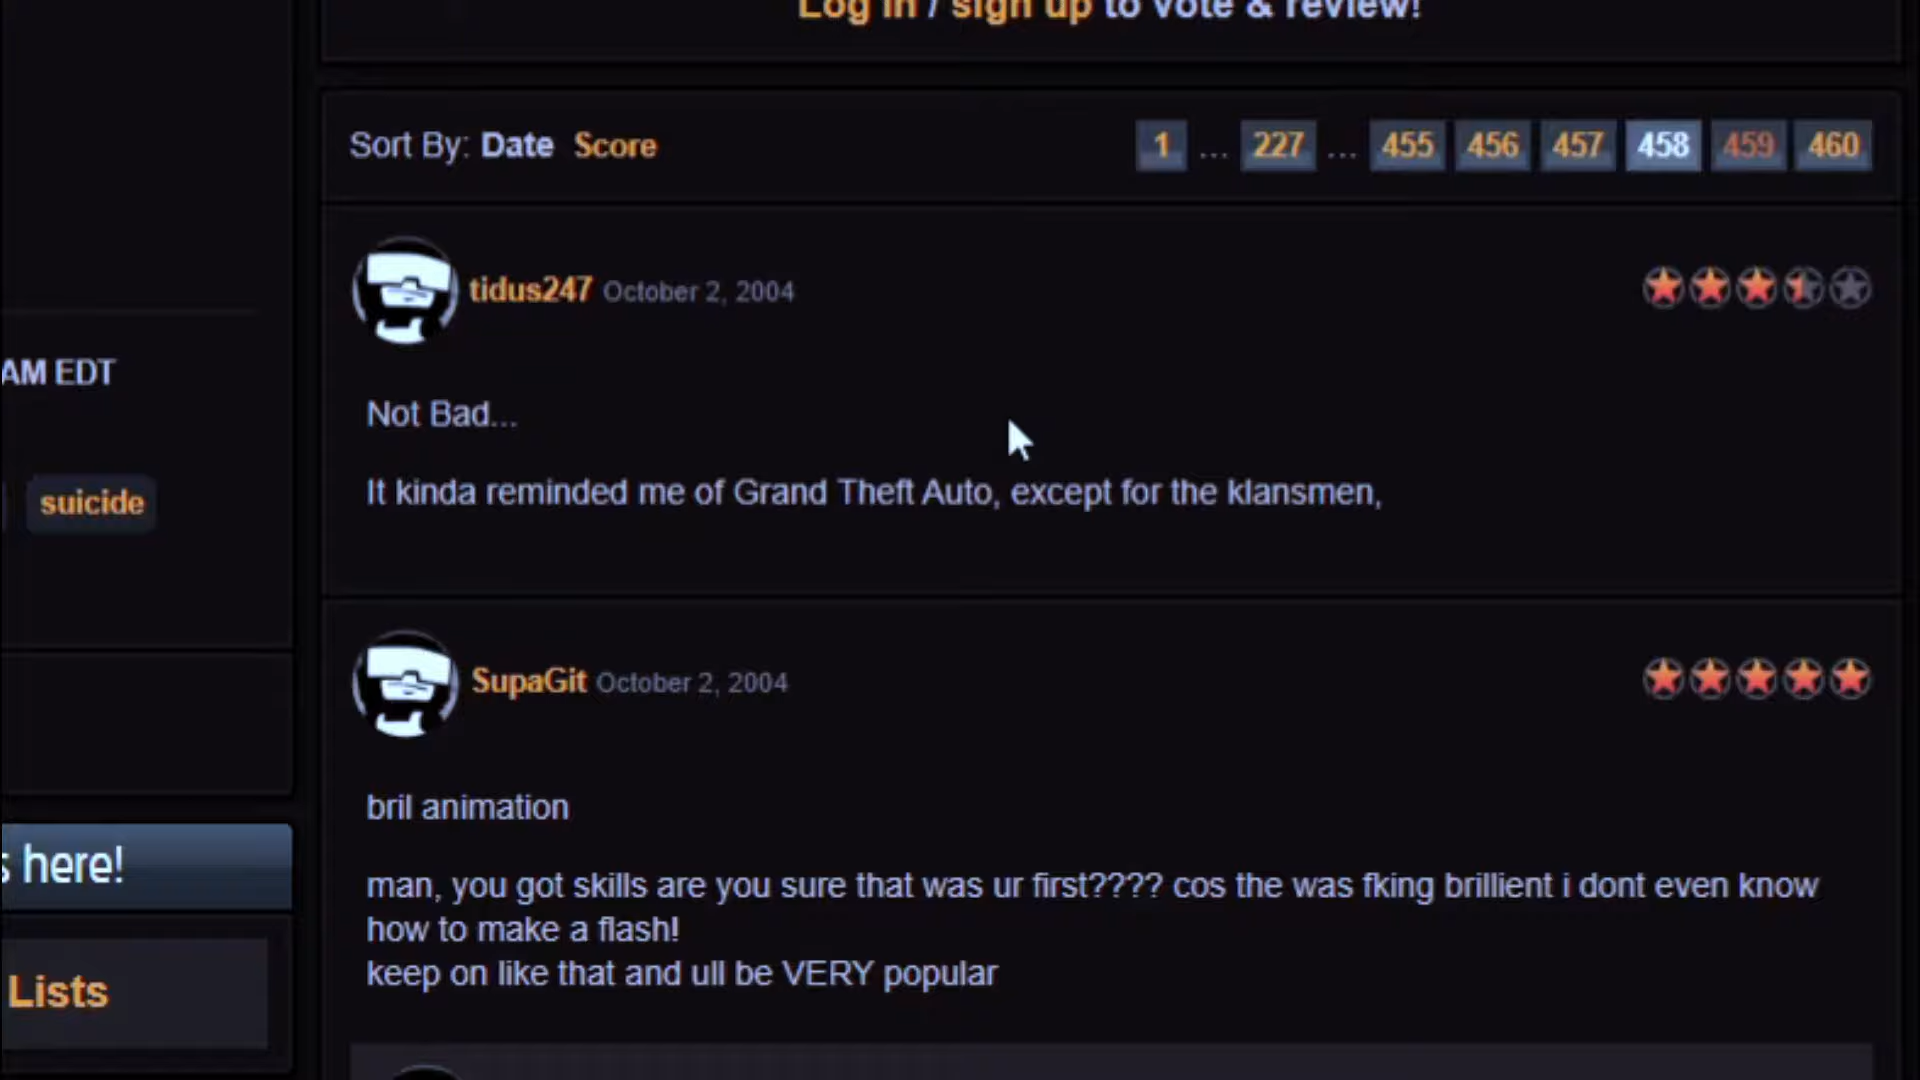 Log in / sign up to vote & review!
Sort By: Date Score
1 ... 227 ... 455 456 457 458 459 460
tidus247 October 2, 2004
AM EDT
Not Bad...
It kinda reminded me of Grand Theft Auto, except for the klansmen,
suicide
SupaGit October 2, 2004
bril animation
s here!
man, you got skills are you sure that was ur first???? cos the was fking brillient i dont even know
how to make a flash!
keep on like that and ull be VERY popular
Lists